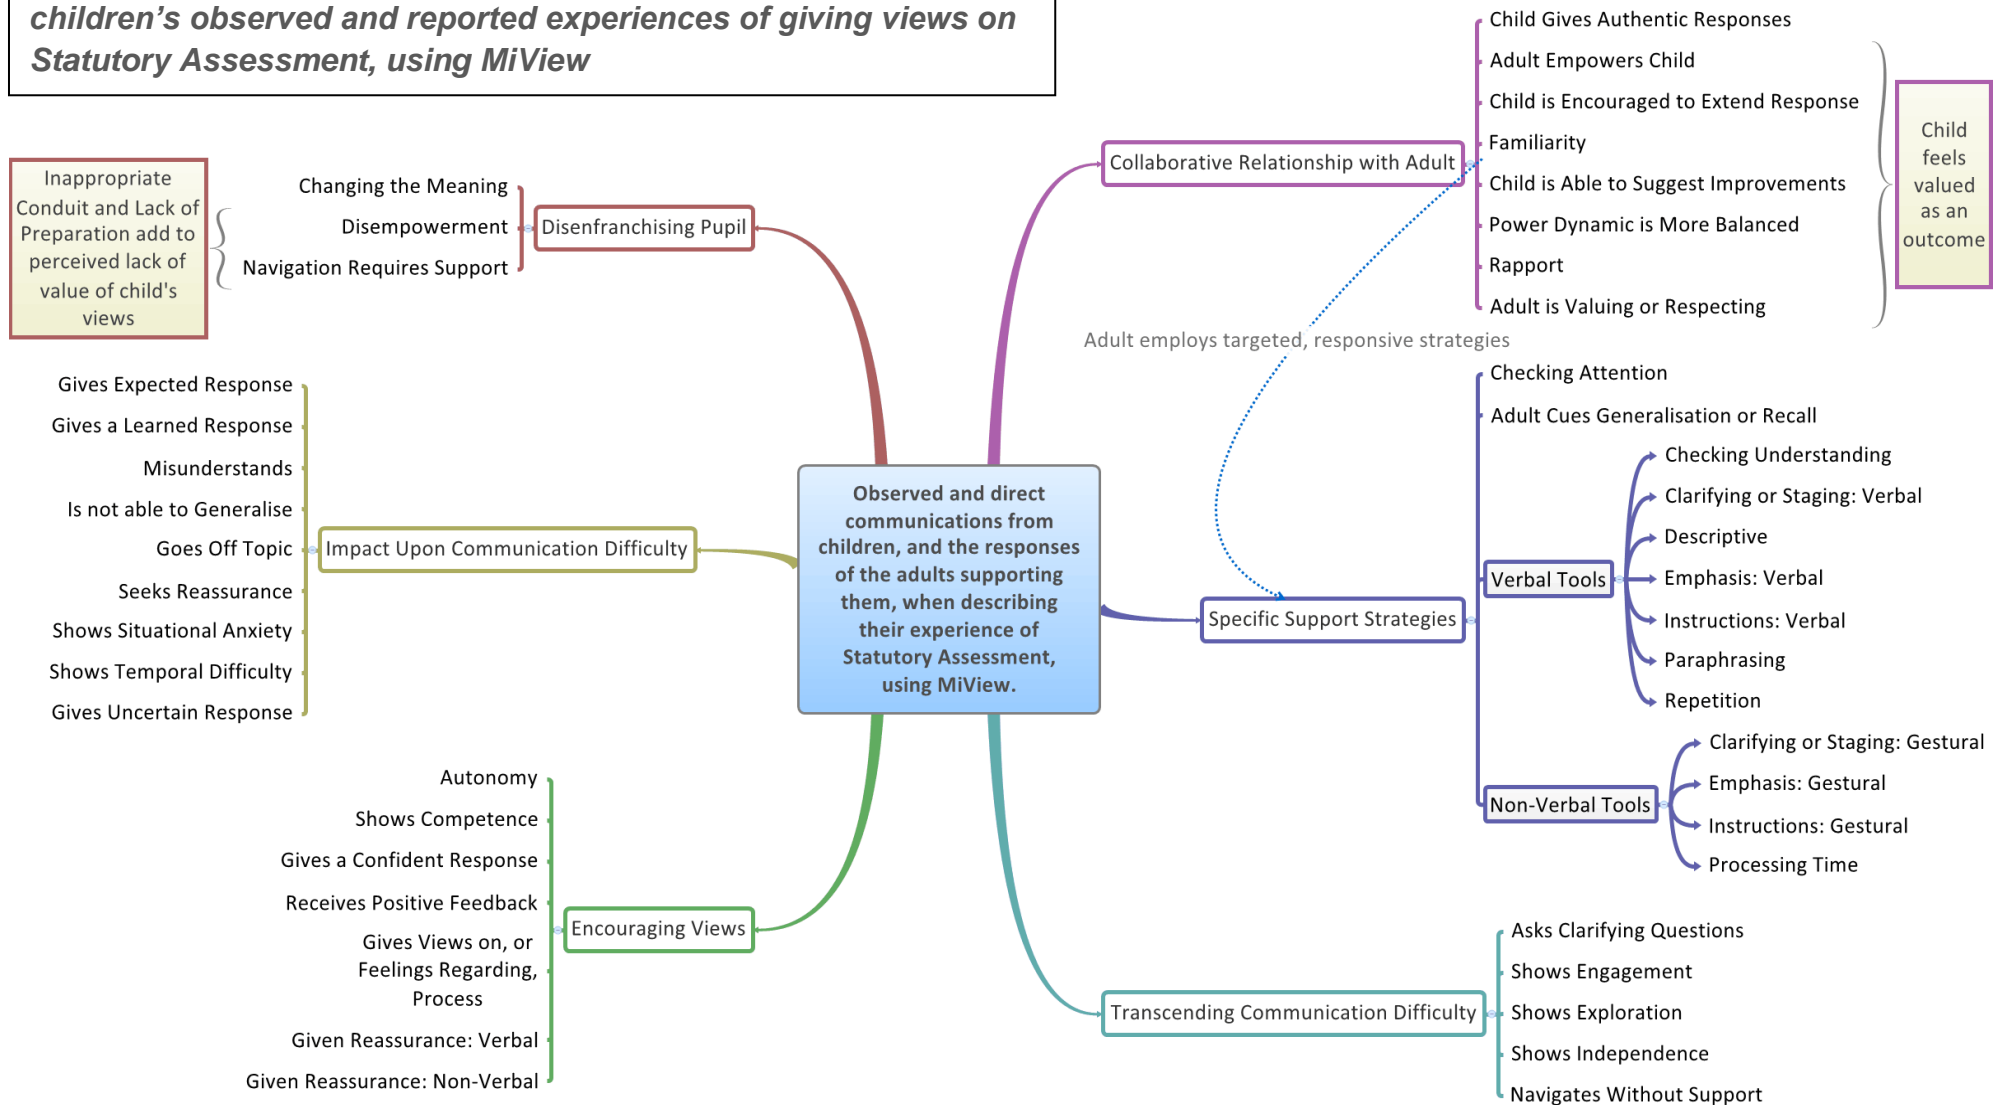 children’s observed and reported experiences of giving views on
Statutory Assessment, using MiView
Inappropriate
Conduit and Lack of
Preparation add to
perceived lack of
value of child's
views
Changing the Meaning
Disempowerment
Navigation Requires Support
Disenfranchising Pupil
Gives Expected Response
Gives a Learned Response
Misunderstands
Is not able to Generalise
Goes Off Topic
Seeks Reassurance
Shows Situational Anxiety
Shows Temporal Difficulty
Gives Uncertain Response
Impact Upon Communication Difficulty
Autonomy
Shows Competence
Gives a Confident Response
Receives Positive Feedback
Gives Views on, or
Feelings Regarding,
Process
Given Reassurance: Verbal
Given Reassurance: Non-Verbal
Encouraging Views
Observed and direct
communications from
children, and the responses
of the adults supporting
them, when describing
their experience of
Statutory Assessment,
using MiView.
Collaborative Relationship with Adult
Child Gives Authentic Responses
Adult Empowers Child
Child is Encouraged to Extend Response
Familiarity
Child is Able to Suggest Improvements
Power Dynamic is More Balanced
Rapport
Adult is Valuing or Respecting
Child
feels
valued
as an
outcome
Adult employs targeted, responsive strategies
Specific Support Strategies
Checking Attention
Adult Cues Generalisation or Recall
Verbal Tools
Checking Understanding
Clarifying or Staging: Verbal
Descriptive
Emphasis: Verbal
Instructions: Verbal
Paraphrasing
Repetition
Non-Verbal Tools
Clarifying or Staging: Gestural
Emphasis: Gestural
Instructions: Gestural
Processing Time
Transcending Communication Difficulty
Asks Clarifying Questions
Shows Engagement
Shows Exploration
Shows Independence
Navigates Without Support